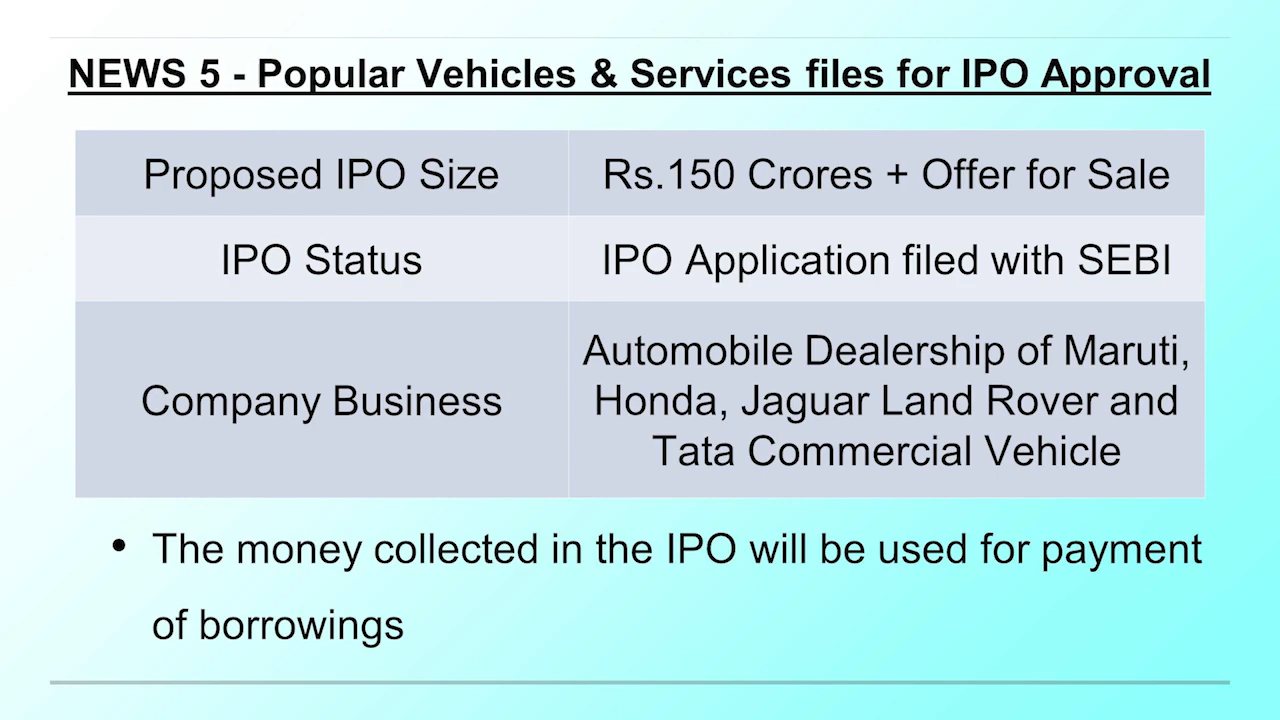 NEWS 5 - Popular Vehicles & Services files for IPO Approval
Proposed IPO Size
Rs.150 Crores + Offer for Sale
IPO Status
IPO Application filed with SEBI
Company Business
Automobile Dealership of Maruti,
Honda, Jaguar Land Rover and
Tata Commercial Vehicle
• The money collected in the IPO will be used for payment
of borrowings